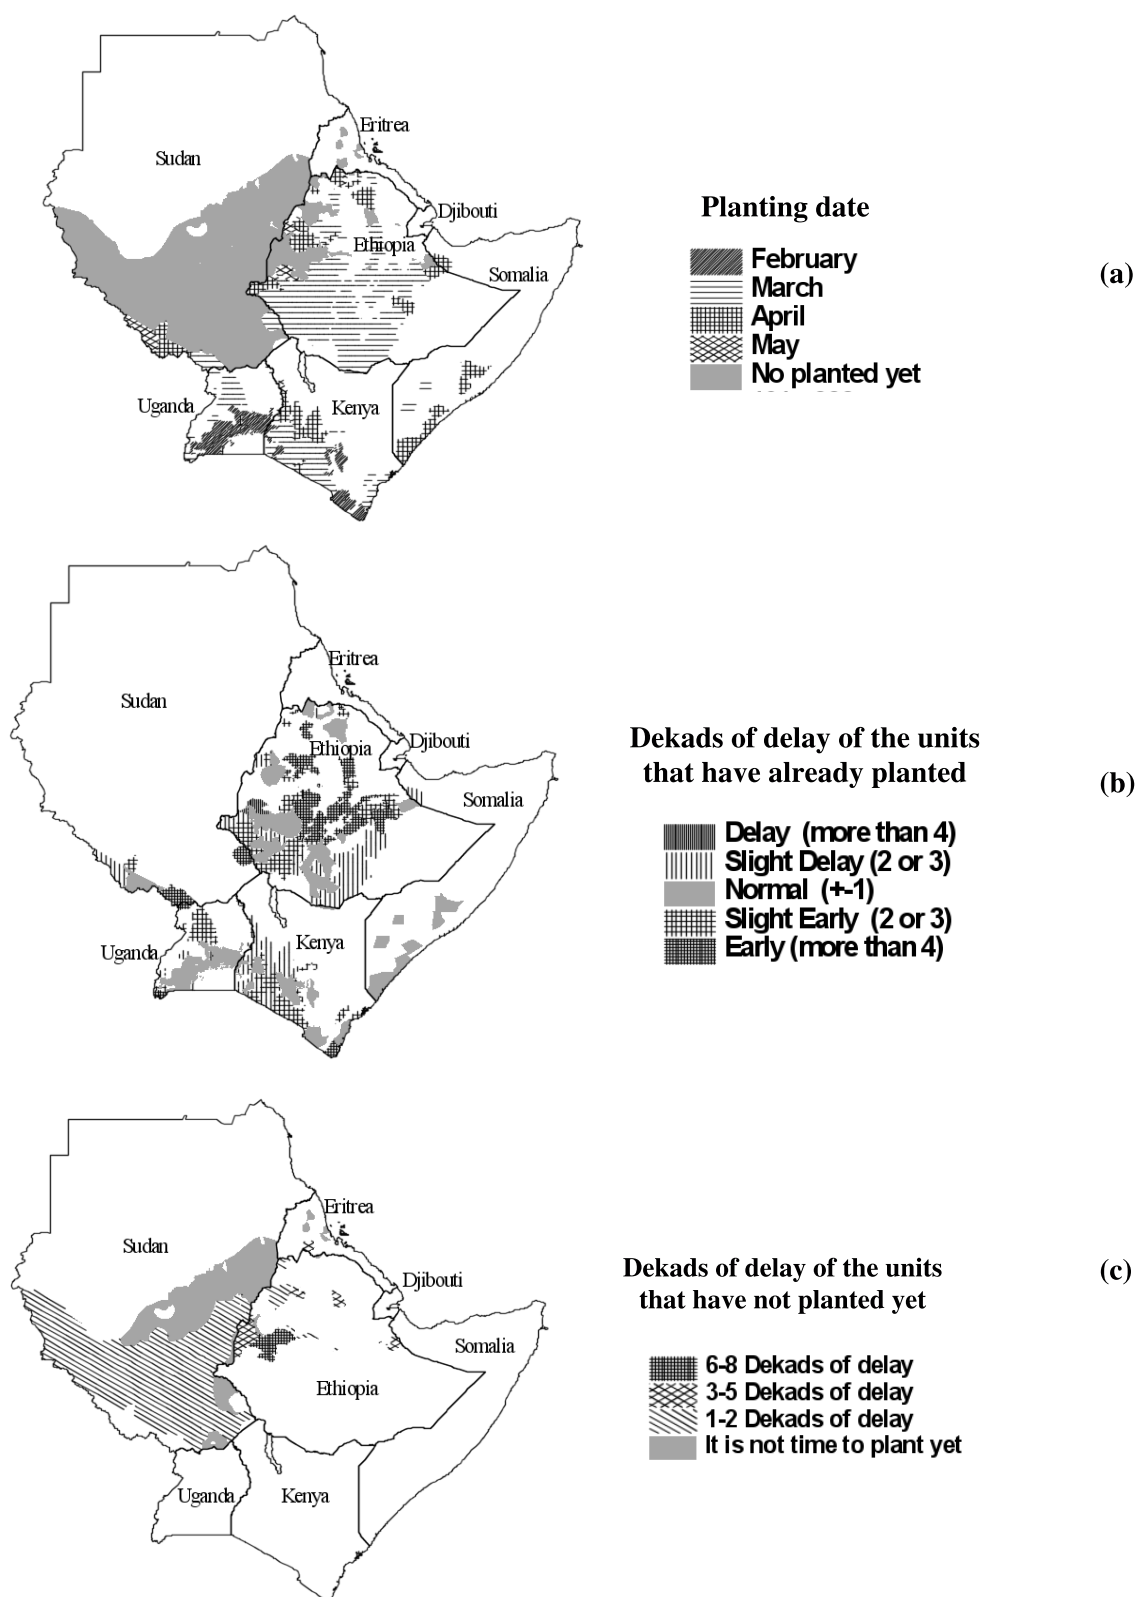 Eritrea
Sudan
Djibouti
Ethiopia
Somalia
Uganda
Kenya
Planting date
February
March
April
May
No planted yet
(a)
Eritrea
Sudan
Djibouti
Ethiopia
Somalia
Uganda
Kenya
Dekads of delay of the units
that have already planted
Delay (more than 4)
Slight Delay (2 or 3)
Normal (+-1)
Slight Early (2 or 3)
Early (more than 4)
(b)
Eritrea
Sudan
Djibouti
Somalia
Ethiopia
Uganda
Kenya
Dekads of delay of the units
that have not planted yet
6-8 Dekads of delay
3-5 Dekads of delay
1-2 Dekads of delay
It is not time to plant yet
(c)